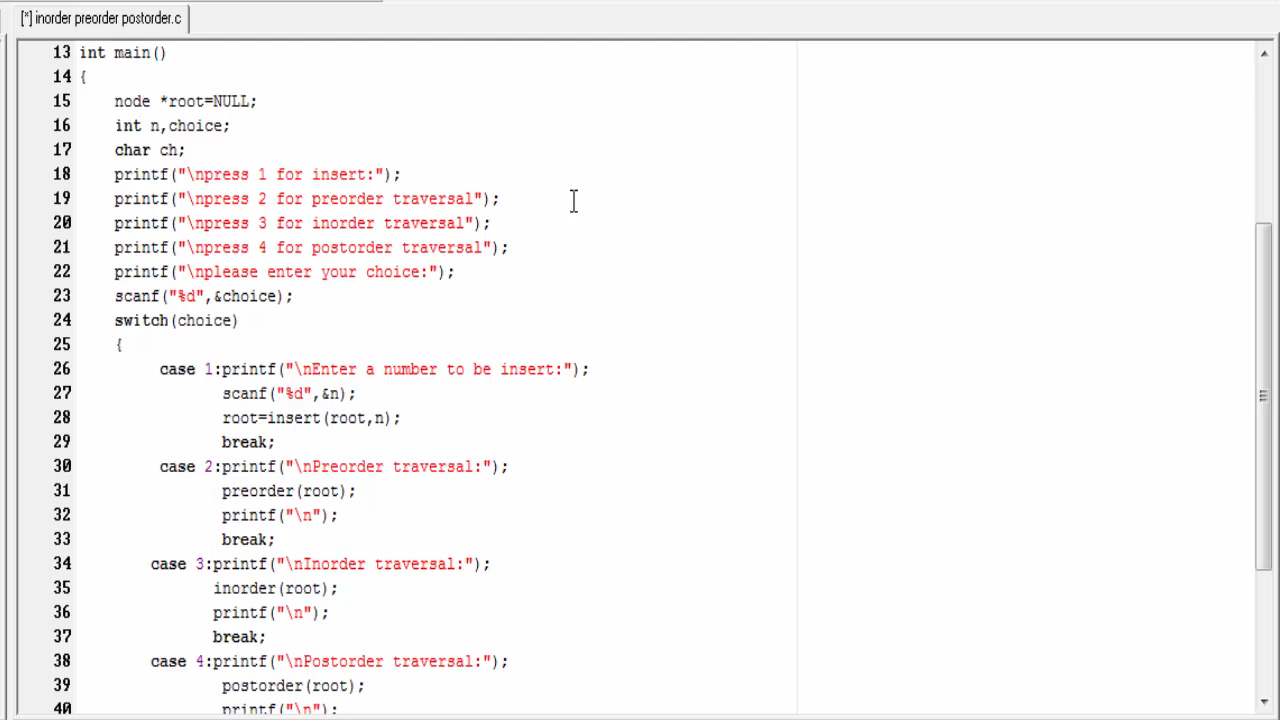 [*] inorder preorder postorder.c
13 int main()
14 {
15 node *root=NULL;
16 int n,choice;
17 char ch;
18 printf("\npress 1 for insert:");
19 printf("\npress 2 for preorder traversal");
20 printf("\npress 3 for inorder traversal");
21 printf("\npress 4 for postorder traversal");
22 printf("\nplease enter your choice:");
23 scanf("%d",&choice);
24 switch(choice)
25 {
26 case 1:printf("\nEnter a number to be insert:");
27 scanf("%d",&n);
28 root=insert(root,n);
29 break;
30 case 2:printf("\nPreorder traversal:");
31 preorder(root);
32 printf("\n");
33 break;
34 case 3:printf("\nInorder traversal:");
35 inorder(root);
36 printf("\n");
37 break;
38 case 4:printf("\nPostorder traversal:");
39 postorder(root);
40 printf("\n");